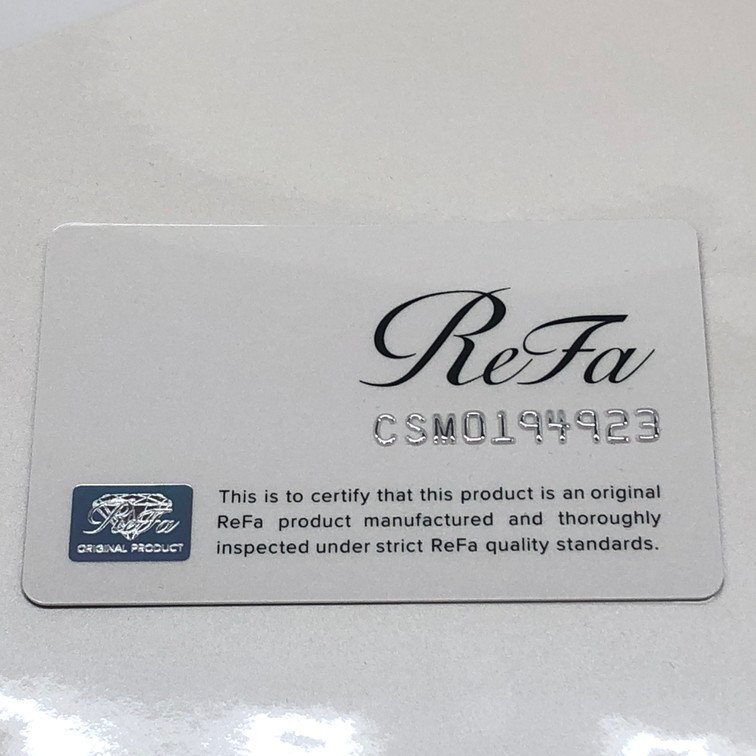 ReFa
CSM0194923
This is to certify that this product is an original
ReFa product manufactured and thoroughly
inspected under strict ReFa quality standards.
ReFa
ORIGINAL PRODUCT